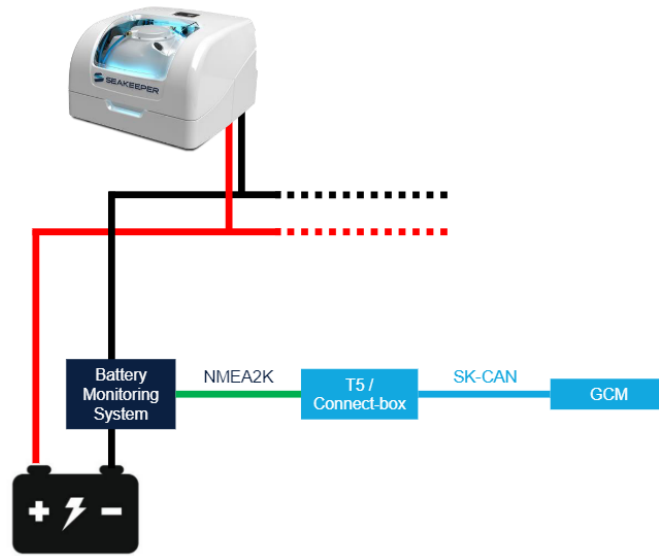 SEAKEEPER
Battery
Monitoring
System
NMEA2K
T5 /
Connect-box
SK-CAN
GCM
+ −